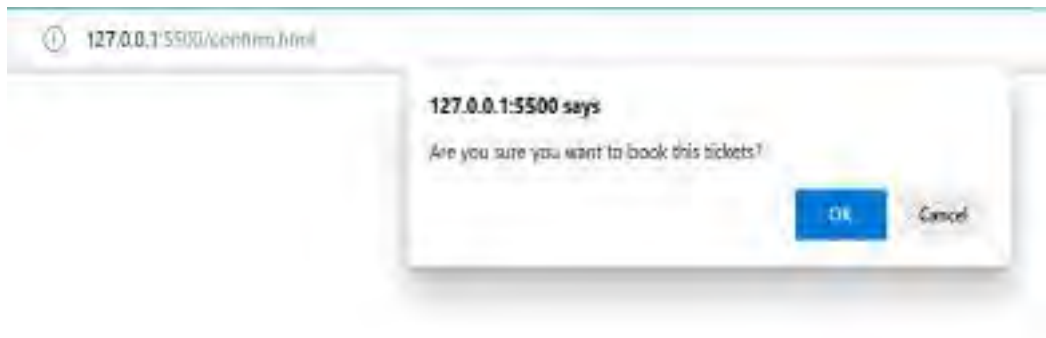 127.0.0.1:5500/confirm.html
127.0.0.1:5500 says
Are you sure you want to book this tickets?
OK Cancel